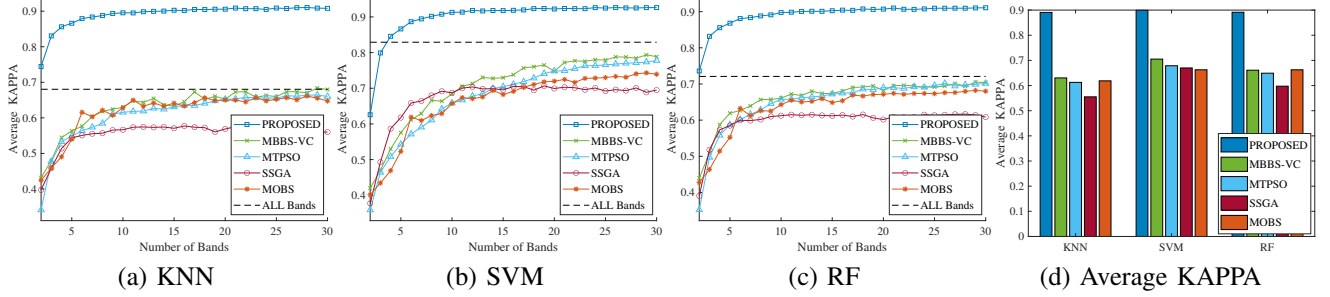 Average KAPPA
0.9
0.8
0.7
0.6
0.5
0.4
5 10 15 20 25 30
Number of Bands
PROPOSED
MBBS-VC
MTPSO
SSGA
MOBS
ALL Bands
(a) KNN
Average KAPPA
0.9
0.8
0.7
0.6
0.5
0.4
5 10 15 20 25 30
Number of Bands
PROPOSED
MBBS-VC
MTPSO
SSGA
MOBS
ALL Bands
(b) SVM
Average KAPPA
0.9
0.8
0.7
0.6
0.5
0.4
5 10 15 20 25 30
Number of Bands
PROPOSED
MBBS-VC
MTPSO
SSGA
MOBS
ALL Bands
(c) RF
Average KAPPA
0.9
0.8
0.7
0.6
0.5
0.4
0.3
0.2
0.1
0
KNN SVM RF
PROPOSED
MBBS-VC
MTPSO
SSGA
MOBS
(d) Average KAPPA